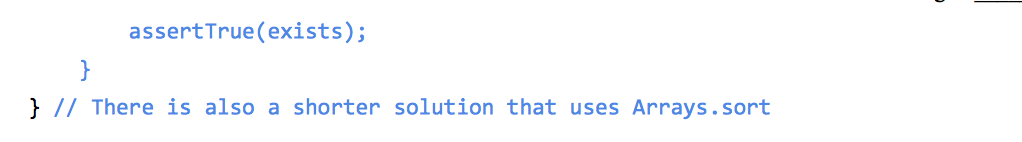 assertTrue(exists);
}
} // There is also a shorter solution that uses Arrays.sort